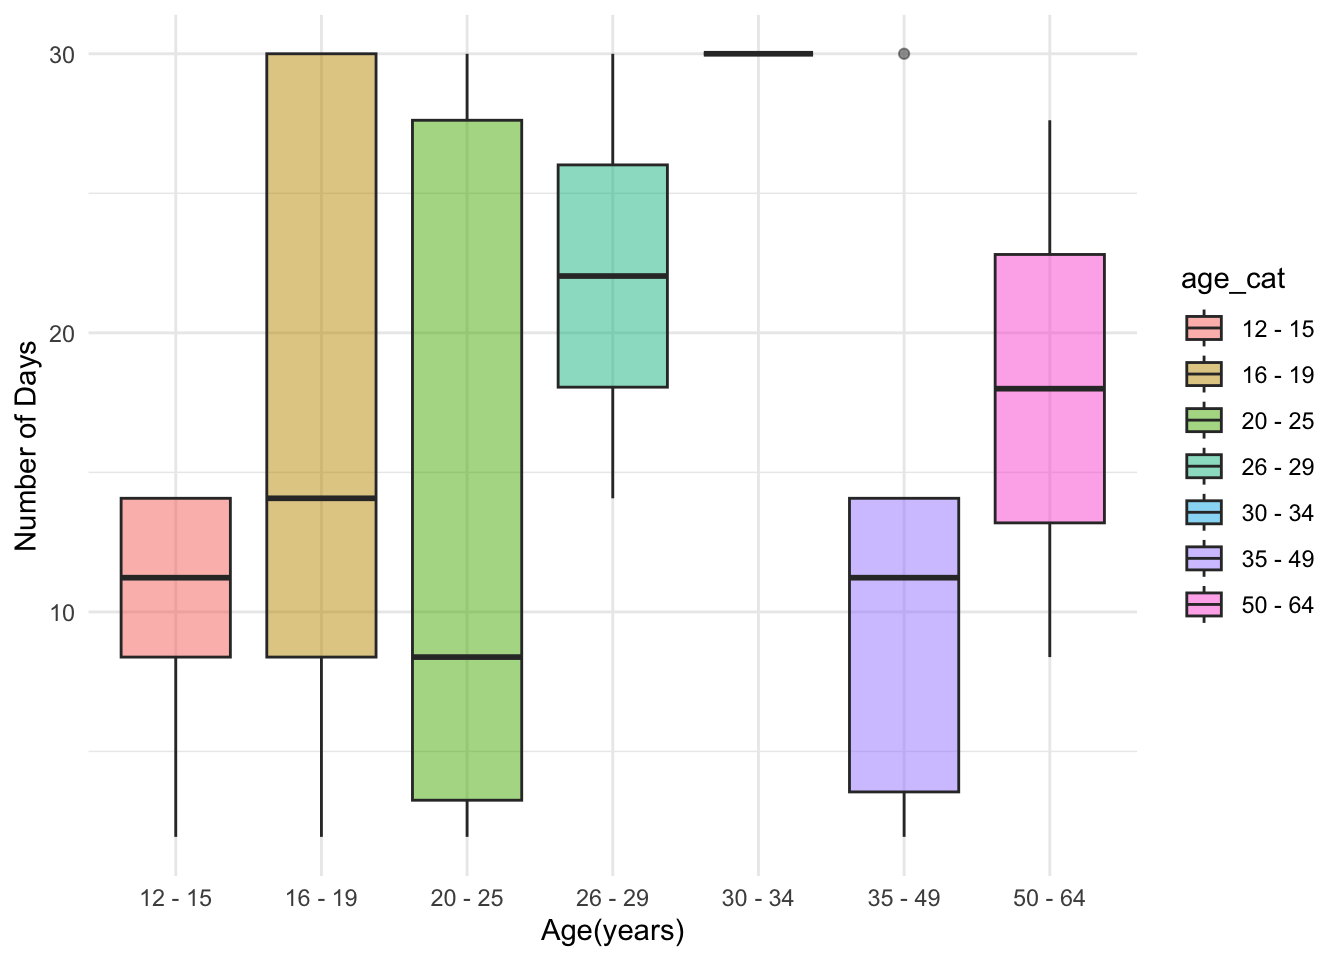 30
20
10
Number of Days
12 - 15
16 - 19
20 - 25
26 - 29
30 - 34
35 - 49
50 - 64
Age(years)
age_cat
12 - 15
16 - 19
20 - 25
26 - 29
30 - 34
35 - 49
50 - 64